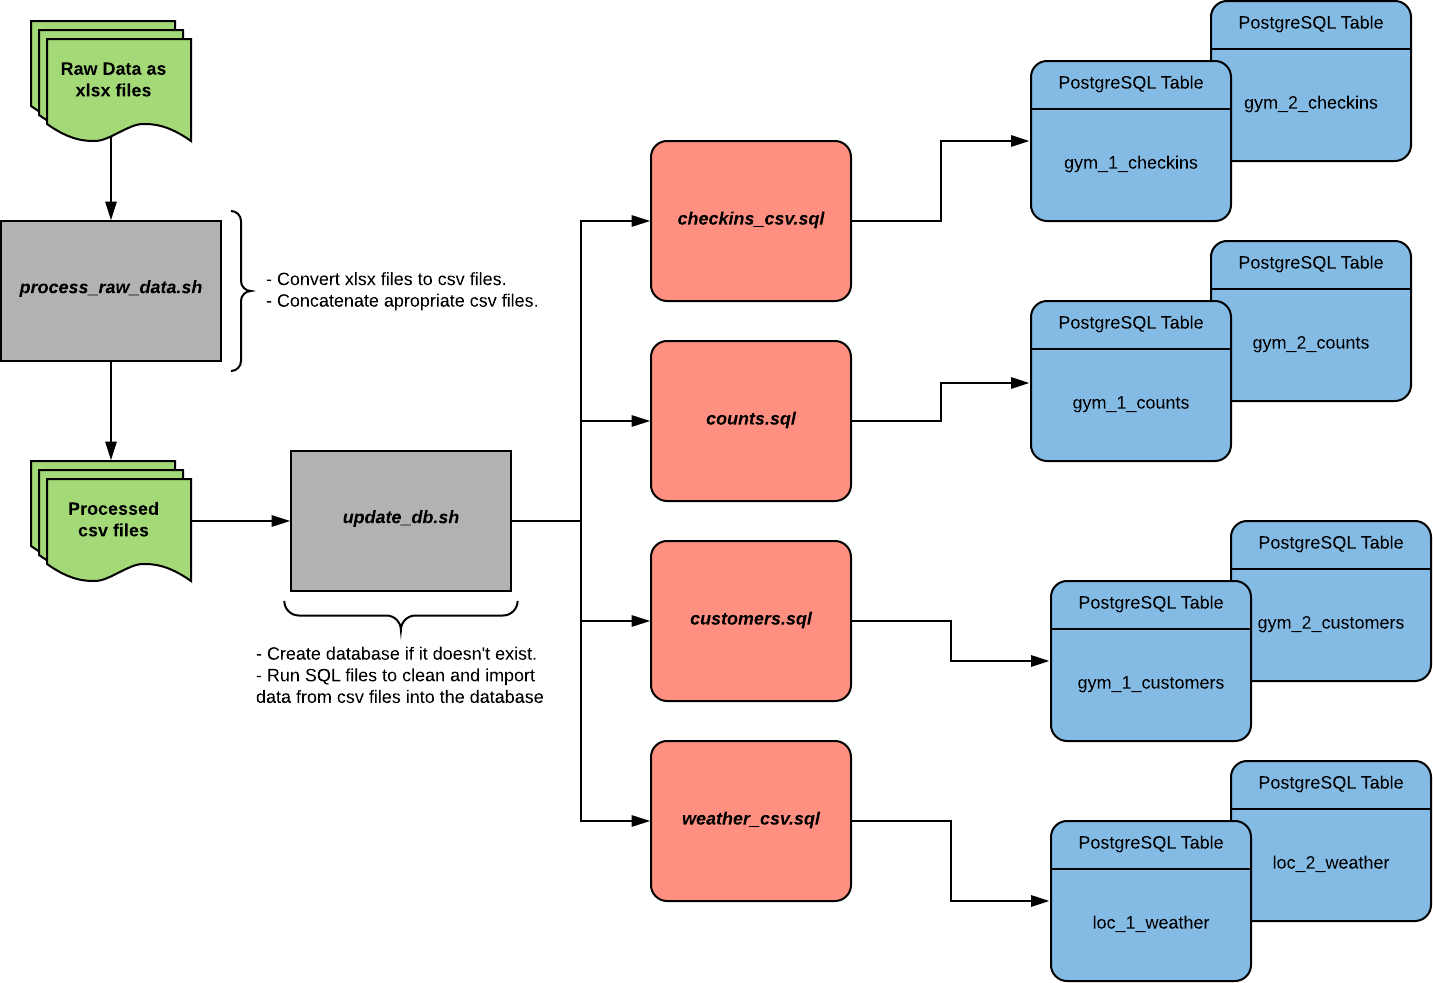 Raw Data as
xlsx files
process_raw_data.sh
- Convert xlsx files to csv files.
- Concatenate apropriate csv files.
Processed
csv files
update_db.sh
- Create database if it doesn't exist.
- Run SQL files to clean and import
data from csv files into the database
checkins_csv.sql
counts.sql
customers.sql
weather_csv.sql
PostgreSQL Table
gym_2_checkins
PostgreSQL Table
gym_1_checkins
PostgreSQL Table
gym_2_counts
PostgreSQL Table
gym_1_counts
PostgreSQL Table
gym_2_customers
PostgreSQL Table
gym_1_customers
PostgreSQL Table
loc_2_weather
PostgreSQL Table
loc_1_weather